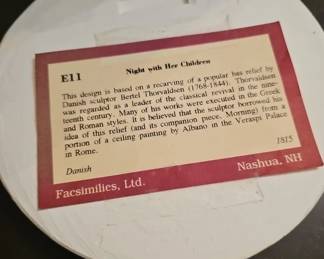 E11
Night with Her Children
This design is based on a recarving of a popular bas relief by
Danish sculptor Bertel Thorvaldsen (1768-1844). Thorvaldsen
was regarded as a leader of the classical revival in the nine-
teenth century. Many of his works were executed in the Greek
and Roman styles. It is believed that the sculptor borrowed his
idea of this relief (and its companion piece, Morning) from a
portion of a ceiling painting by Albano in the Verasps Palace
in Rome.
Danish
1815
Facsimilies, Ltd.
Nashua, NH